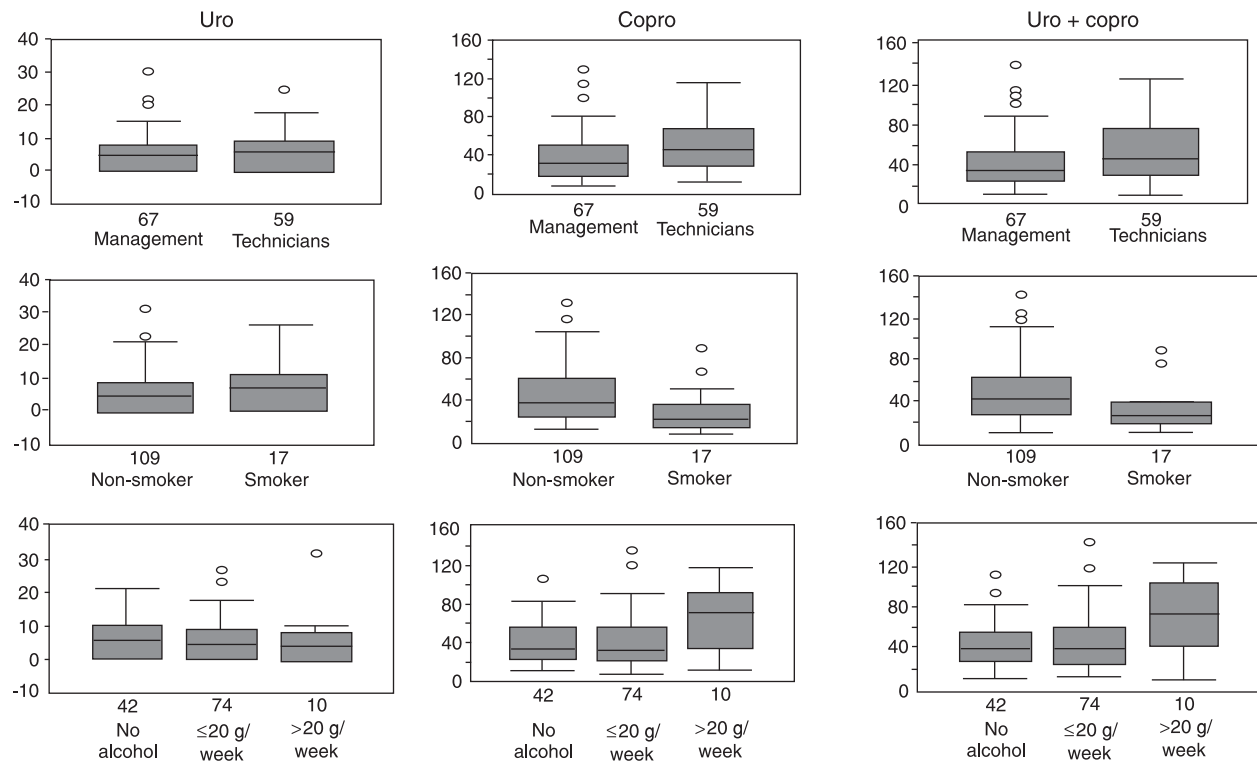 Uro
40
30
20
10
0
-10
67
59
Management
Technicians
Copro
160
120
80
40
0
67
59
Management
Technicians
Uro + copro
160
120
80
40
0
67
59
Management
Technicians
40
30
20
10
0
-10
109
17
Non-smoker
Smoker
160
120
80
40
0
109
17
Non-smoker
Smoker
160
120
80
40
0
109
17
Non-smoker
Smoker
40
30
20
10
0
-10
42
74
10
No
alcohol
≤20 g/
week
>20 g/
week
160
120
80
40
0
42
74
10
No
alcohol
≤20 g/
week
>20 g/
week
160
120
80
40
0
42
74
10
No
alcohol
≤20 g/
week
>20 g/
week